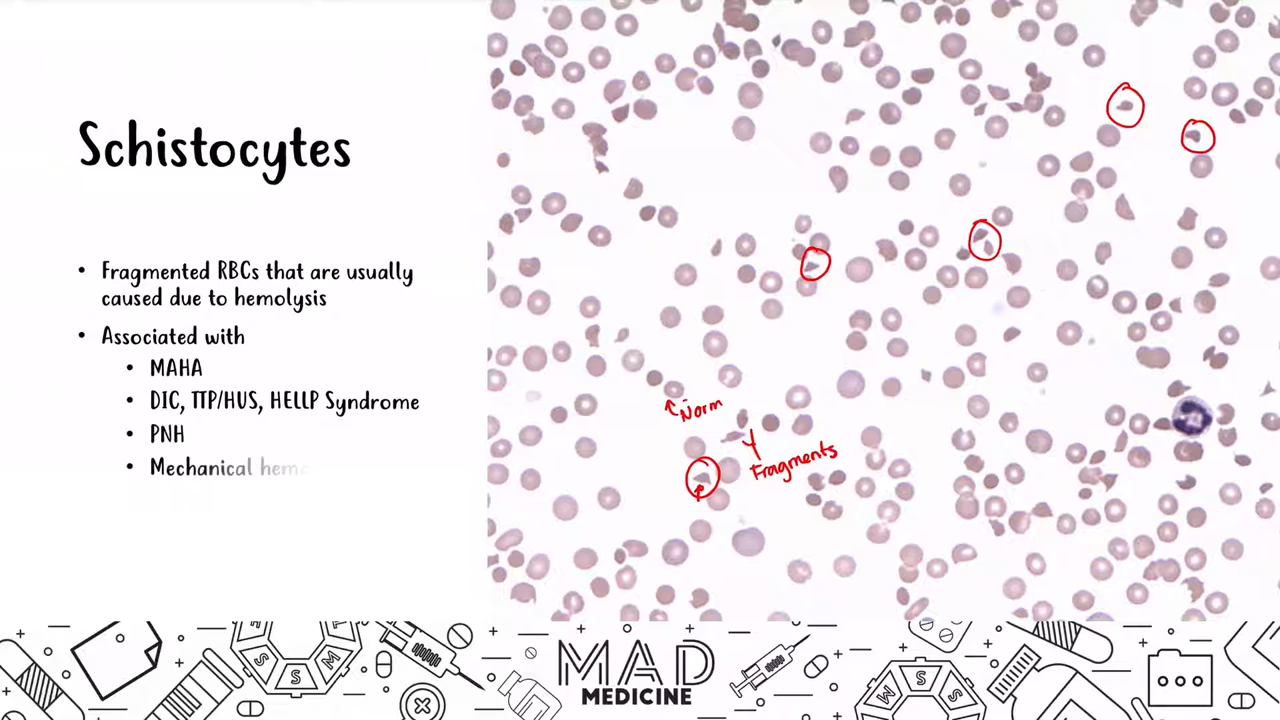 Schistocytes
• Fragmented RBCs that are usually
caused due to hemolysis
• Associated with
• MAHA
• DIC, TTP/HUS, HELLP Syndrome
• PNH
• Mechanical hemo
Norm
Fragments
S
S
M
MAD
MEDICINE
M
S
S